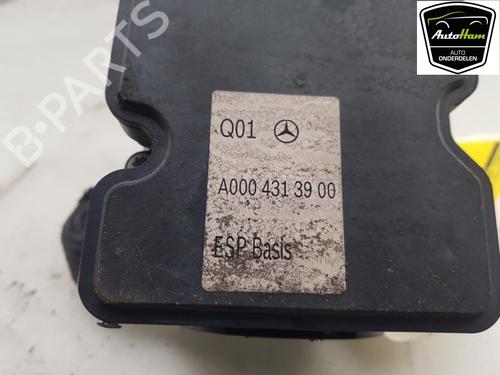 AutoHam
AUTO
ONDERDELEN
B-PARTS
Q01
A000 431 39 00
ESP Basis